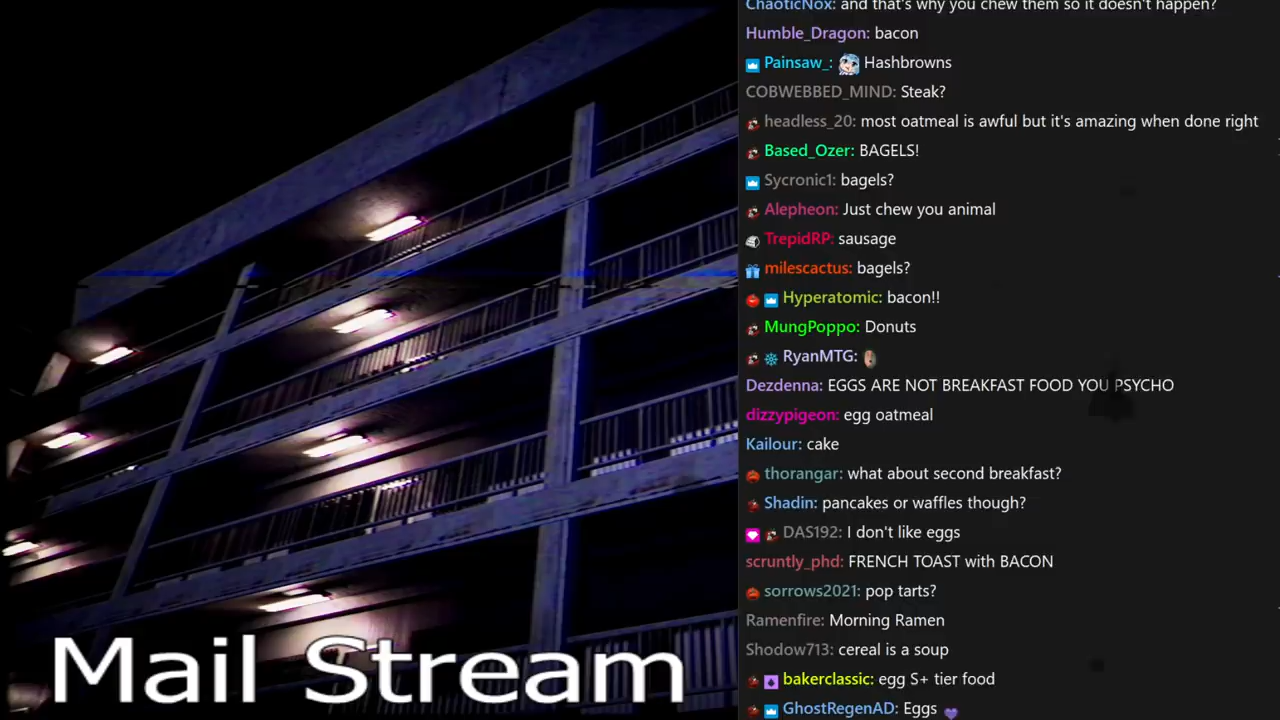 ChaoticNox: and that's why you chew them so it doesn't happen?
Humble_Dragon: bacon
Painsaw_: Hashbrowns
COBWEBBED_MIND: Steak?
headless_20: most oatmeal is awful but it's amazing when done right
Based_Ozer: BAGELS!
Sycronic1: bagels?
Alepheon: Just chew you animal
TrepidRP: sausage
milescactus: bagels?
Hyperatomic: bacon!!
MungPoppo: Donuts
RyanMTG:
Dezdenna: EGGS ARE NOT BREAKFAST FOOD YOU PSYCHO
dizzypigeon: egg oatmeal
Kailour: cake
thorangar: what about second breakfast?
Shadin: pancakes or waffles though?
DAS192: I don't like eggs
scruntly_phd: FRENCH TOAST with BACON
sorrows2021: pop tarts?
Ramenfire: Morning Ramen
Shodow713: cereal is a soup
bakerclassic: egg S+ tier food
GhostRegenAD: Eggs
Mail Stream